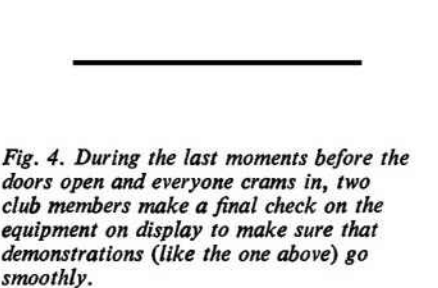 Fig. 4. During the last moments before the
doors open and everyone crams in, two
club members make a final check on the
equipment on display to make sure that
demonstrations (like the one above) go
smoothly.